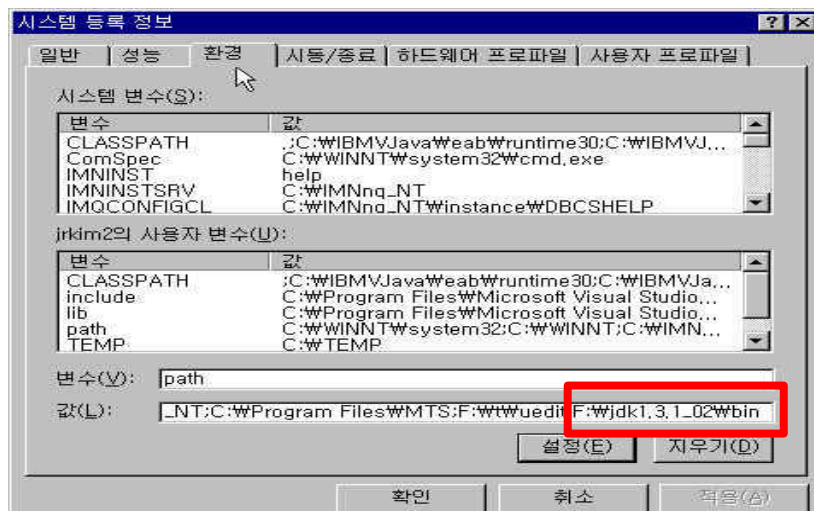 시스템 등록 정보
일반 성능 환경 시동/종료 하드웨어 프로파일 사용자 프로파일
시스템 변수(S):
변수 값
CLASSPATH .;C:₩IBMVJava₩eab₩runtime30;C:₩IBMVJ...
ComSpec C:₩WINNT₩system32₩cmd.exe
IMNINST help
IMNINSTSRV C:₩IMNnq_NT
IMQCONFIGCL C:₩IMNnq_NT₩instance₩DBCSHELP
jrkim2의 사용자 변수(U):
변수 값
CLASSPATH ;C:₩IBMVJava₩eab₩runtime30;C:₩IBMVJa...
include C:₩Program Files₩Microsoft Visual Studio...
lib C:₩Program Files₩Microsoft Visual Studio...
path C:₩WINNT₩system32;C:₩WINNT;C:₩IMN...
TEMP C:₩TEMP
변수(V): path
값(L): _NT;C:₩Program Files₩MTS;F:₩t₩uedit;F:₩jdk1.3.1_02₩bin
설정(E) 지우기(D)
확인 취소 적용(A)